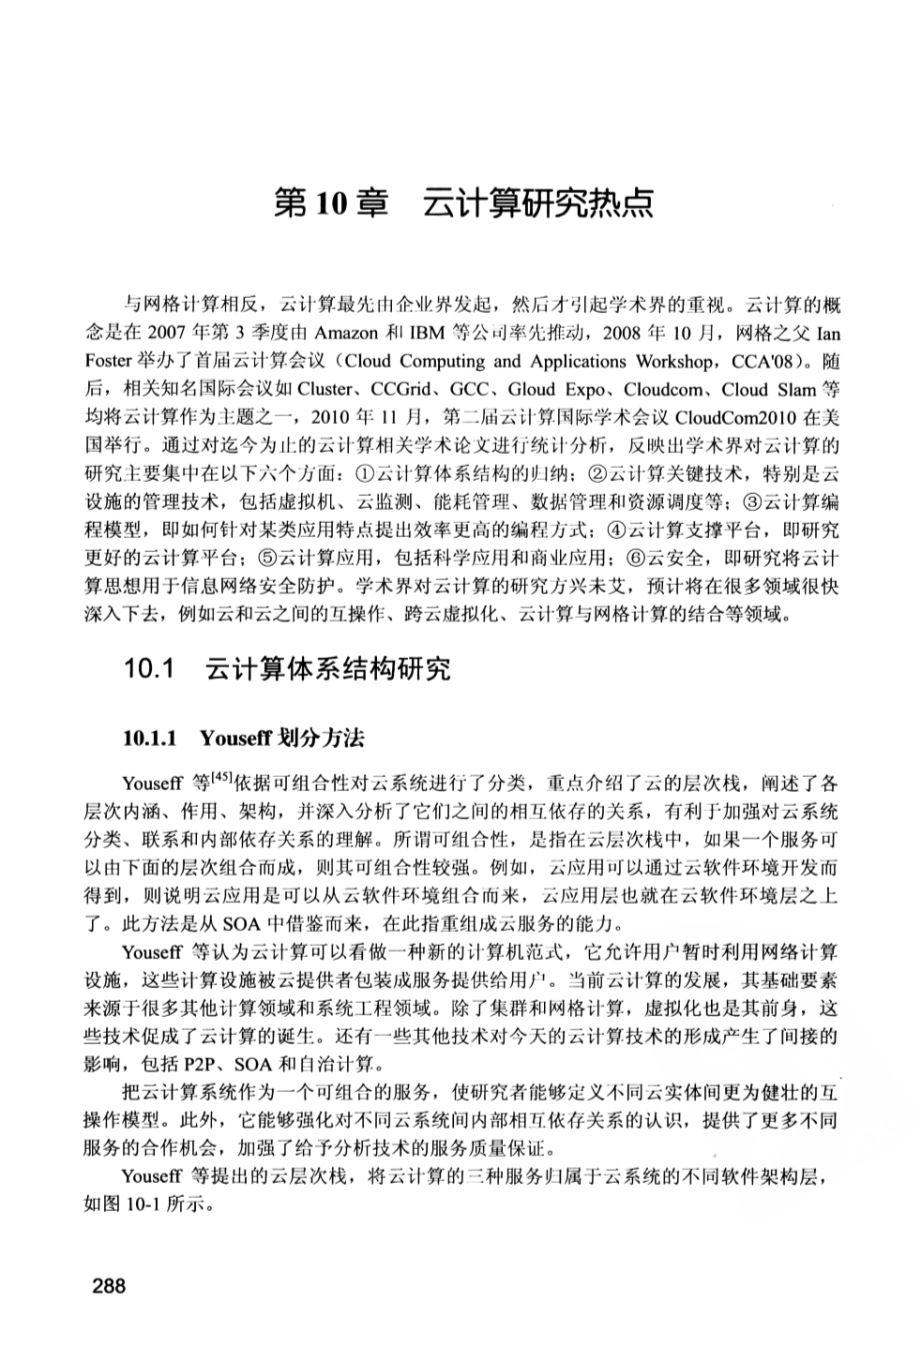 第 10 章　云计算研究热点
与网格计算相反，云计算最先由企业界发起，然后才引起学术界的重视。云计算的概
念是在 2007 年第 3 季度由 Amazon 和 IBM 等公司率先推动，2008 年 10 月，网格之父 Ian
Foster 举办了首届云计算会议（Cloud Computing and Applications Workshop，CCA'08）。随
后，相关知名国际会议如 Cluster、CCGrid、GCC、Gloud Expo、Cloudcom、Cloud Slam 等
均将云计算作为主题之一，2010 年 11 月，第二届云计算国际学术会议 CloudCom2010 在美
国举行。通过对迄今为止的云计算相关学术论文进行统计分析，反映出学术界对云计算的
研究主要集中在以下六个方面：①云计算体系结构的归纳；②云计算关键技术，特别是云
设施的管理技术，包括虚拟机、云监测、能耗管理、数据管理和资源调度等；③云计算编
程模型，即如何针对某类应用特点提出效率更高的编程方式；④云计算支撑平台，即研究
更好的云计算平台；⑤云计算应用，包括科学应用和商业应用；⑥云安全，即研究将云计
算思想用于信息网络安全防护。学术界对云计算的研究方兴未艾，预计将在很多领域很快
深入下去，例如云和云之间的互操作、跨云虚拟化、云计算与网格计算的结合等领域。
10.1　云计算体系结构研究
10.1.1　Youseff 划分方法
Youseff 等[45]依据可组合性对云系统进行了分类，重点介绍了云的层次栈，阐述了各
层次内涵、作用、架构，并深入分析了它们之间的相互依存的关系，有利于加强对云系统
分类、联系和内部依存关系的理解。所谓可组合性，是指在云层次栈中，如果一个服务可
以由下面的层次组合而成，则其可组合性较强。例如，云应用可以通过云软件环境开发而
得到，则说明云应用是可以从云软件环境组合而来，云应用层也就在云软件环境层之上
了。此方法是从 SOA 中借鉴而来，在此指重组成云服务的能力。
Youseff 等认为云计算可以看做一种新的计算机范式，它允许用户暂时利用网络计算
设施，这些计算设施被云提供者包装成服务提供给用户。当前云计算的发展，其基础要素
来源于很多其他计算领域和系统工程领域。除了集群和网格计算，虚拟化也是其前身，这
些技术促成了云计算的诞生。还有一些其他技术对今天的云计算技术的形成产生了间接的
影响，包括 P2P、SOA 和自治计算。
把云计算系统作为一个可组合的服务，使研究者能够定义不同云实体间更为健壮的互
操作模型。此外，它能够强化对不同云系统间内部相互依存关系的认识，提供了更多不同
服务的合作机会，加强了给予分析技术的服务质量保证。
Youseff 等提出的云层次栈，将云计算的三种服务归属于云系统的不同软件架构层，
如图 10-1 所示。
288